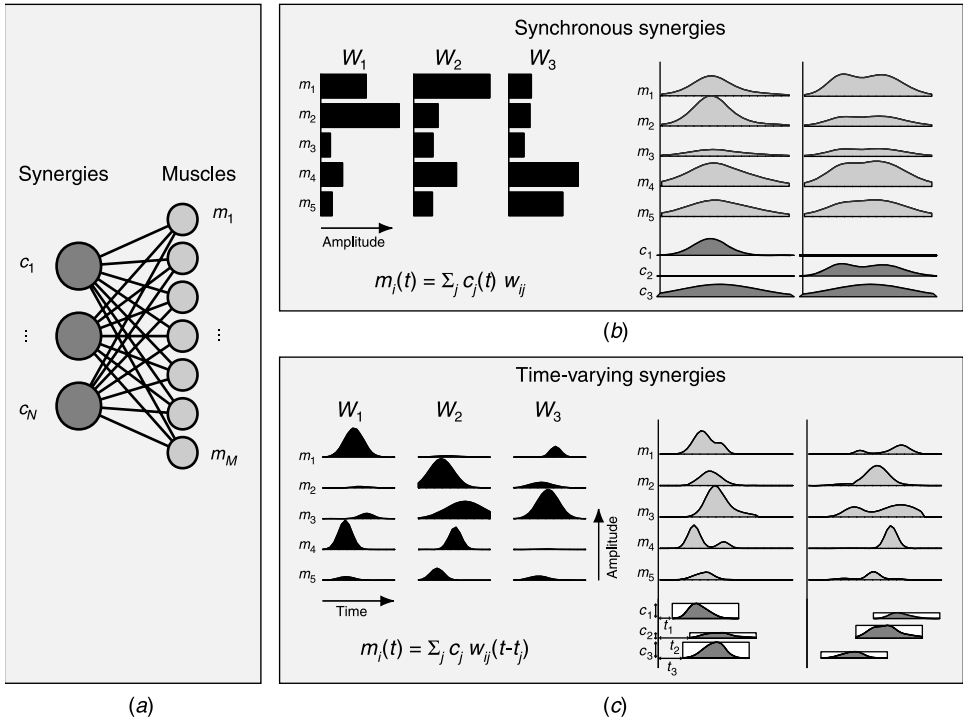 Synergies Muscles
m1
c1
⋮ ⋮
cN
mM
(a)
Synchronous synergies
W1 W2 W3
m1
m2
m3
m4
m5
Amplitude
mi(t) = Σj cj(t) wij
m1
m2
m3
m4
m5
c1
c2
c3
(b)
Time-varying synergies
W1 W2 W3
m1
m2
m3
m4
m5
Time
Amplitude
mi(t) = Σj cj wij(t-tj)
m1
m2
m3
m4
m5
c1
t1
c2
t2
c3
t3
(c)